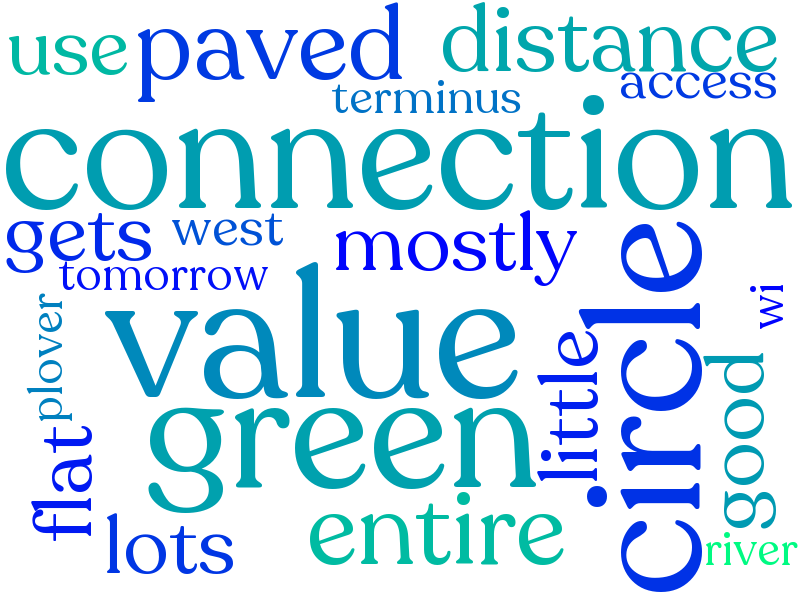 use paved distance
terminus access
connection
gets west mostly
tomorrow
circle
wi
value
plover
little
good
green
flat
lots entire
river